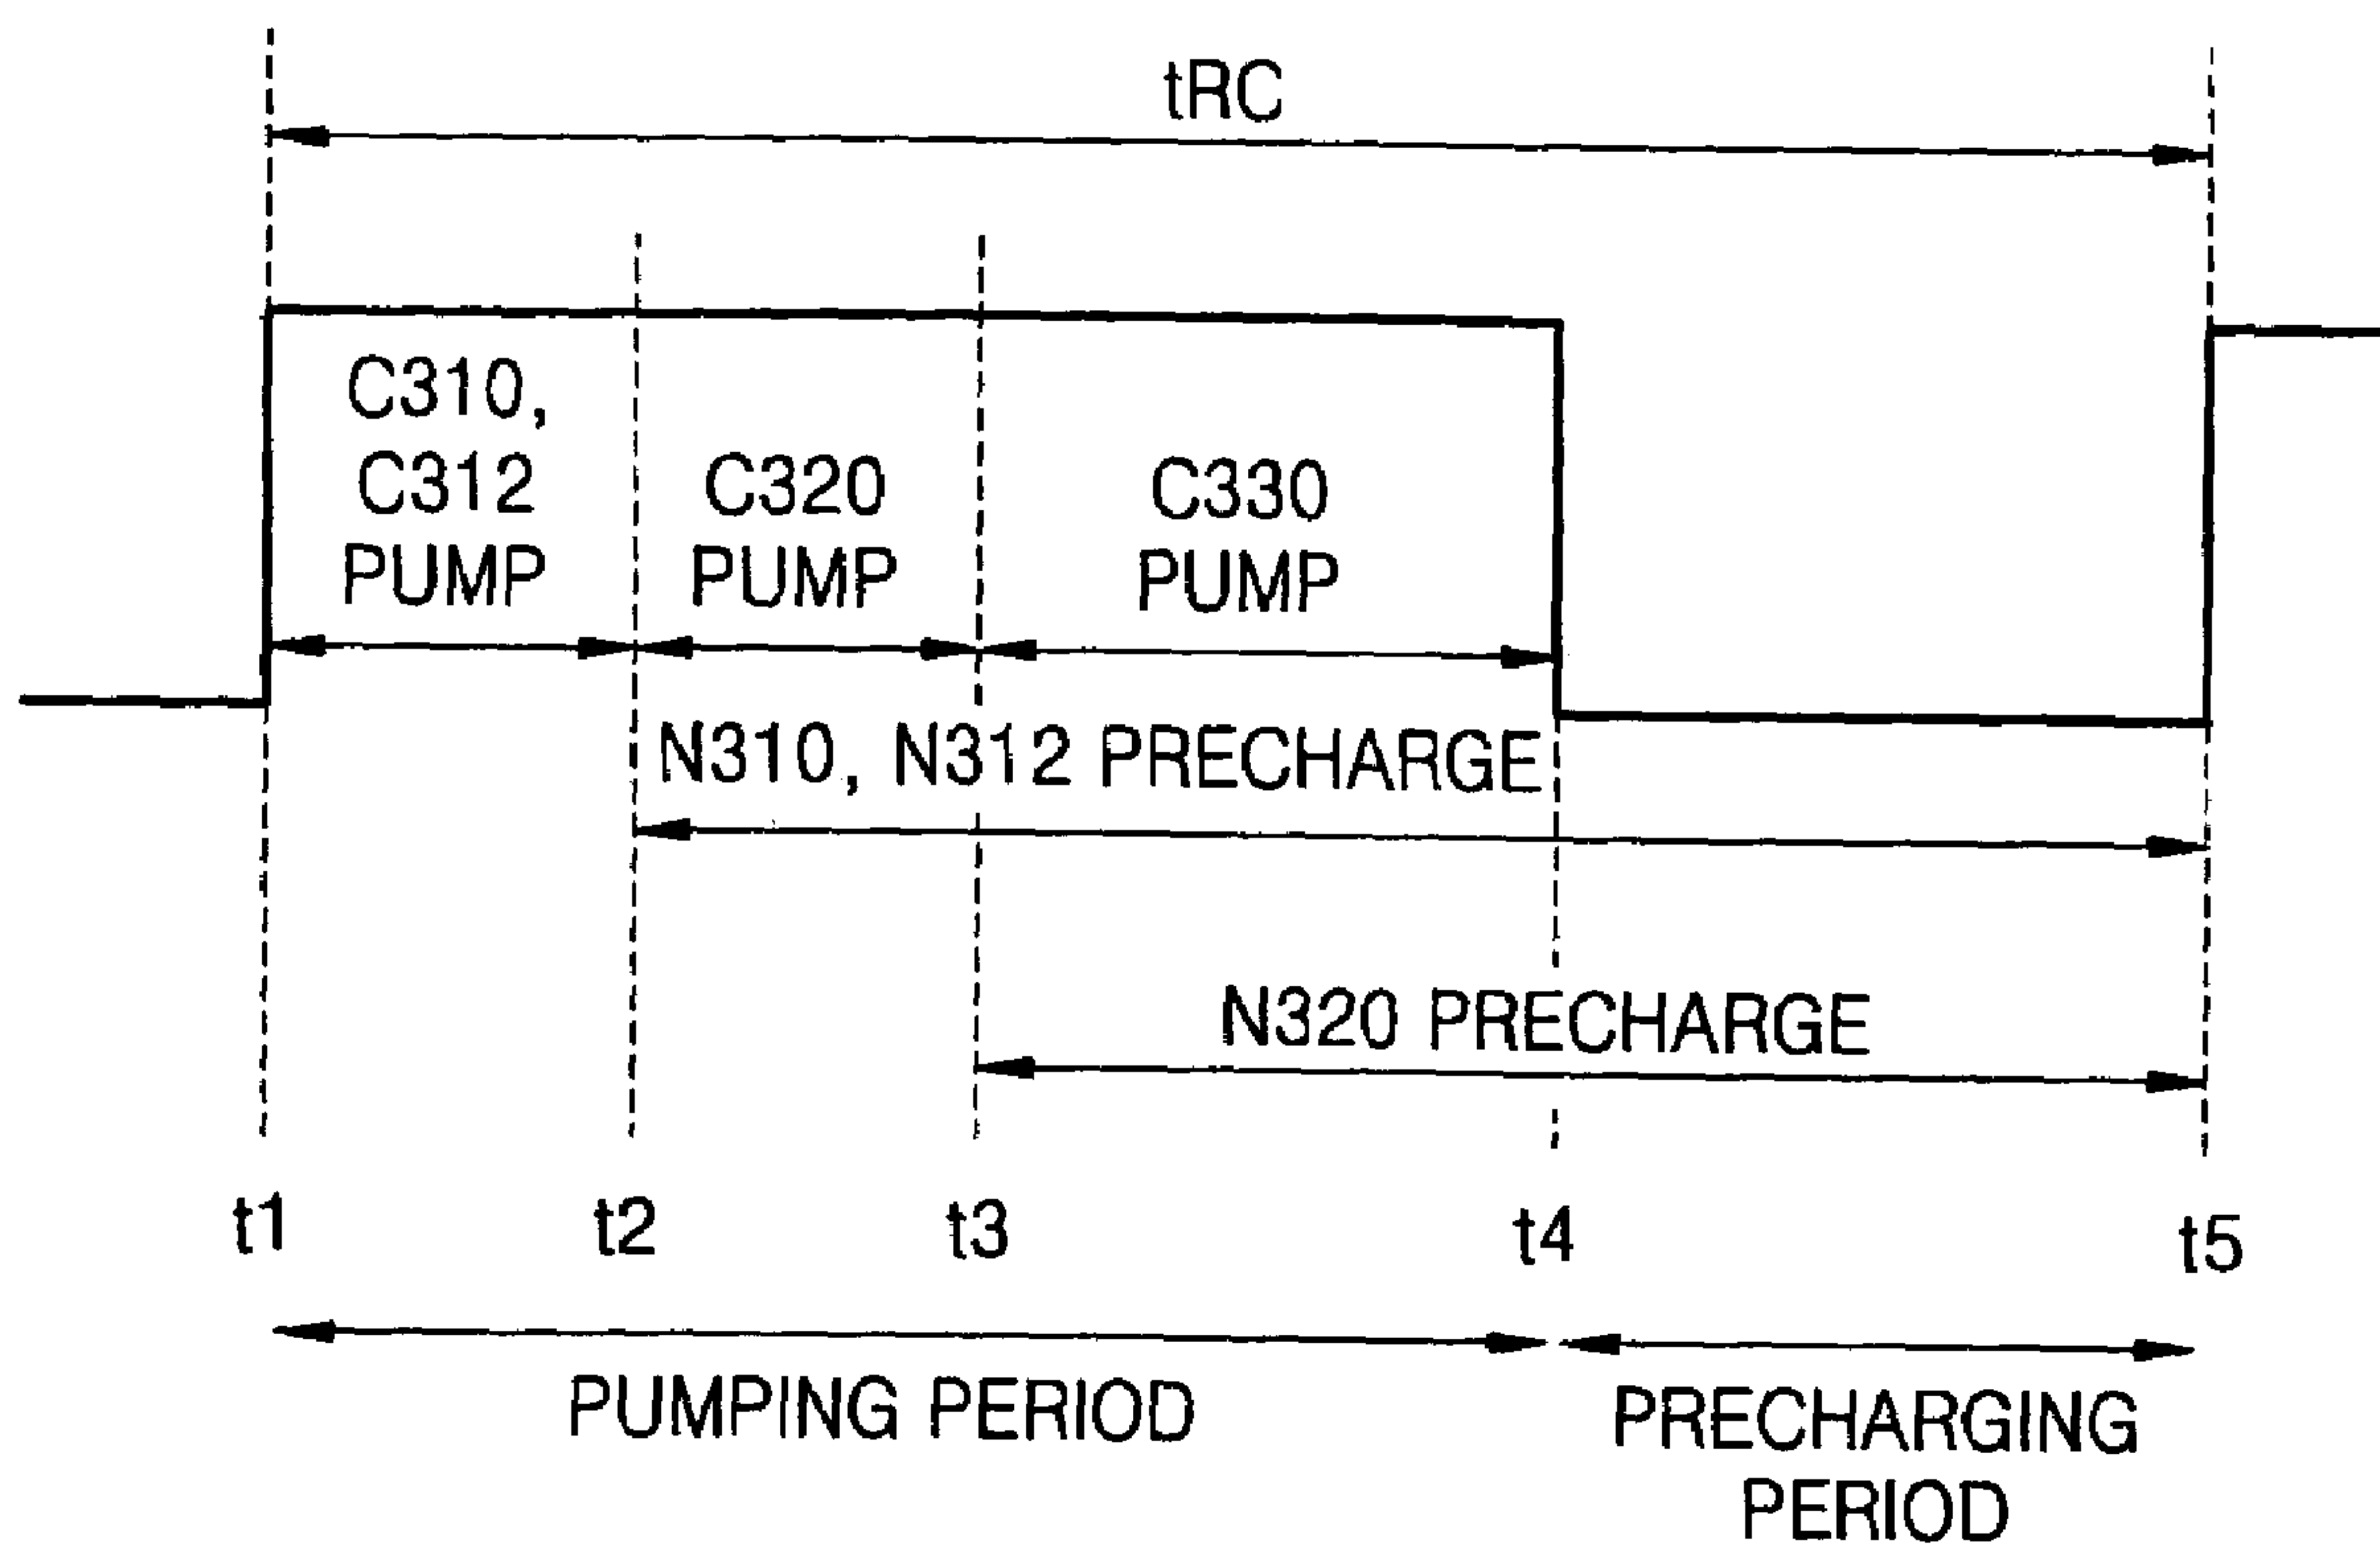 tRC
C310,
C312
PUMP
C320
PUMP
C330
PUMP
N310, N312 PRECHARGE
N320 PRECHARGE
t1
t2
t3
t4
t5
PUMPING PERIOD
PRECHARGING
PERIOD